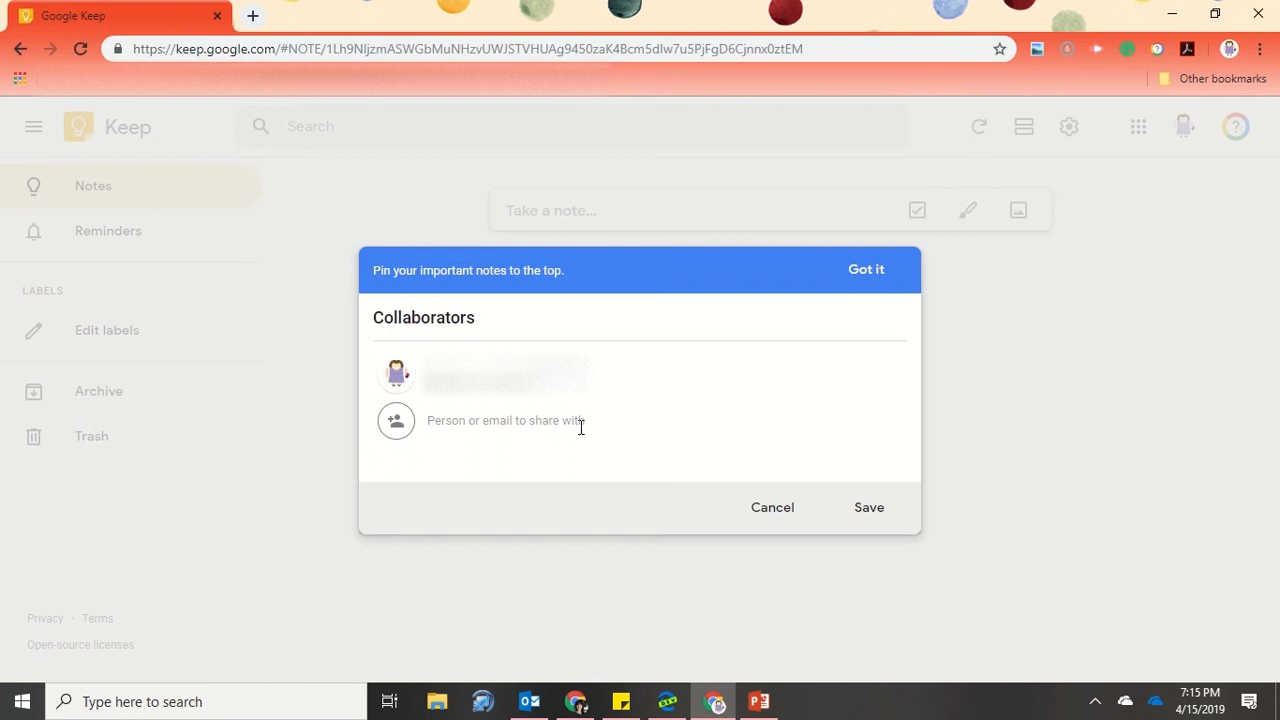 Google Keep
https://keep.google.com/#NOTE/1Lh9NIjzmASWGbMuNHzvUWJSTVHUAg9450zaK4Bcm5dIw7u5PjFgD6Cjnnx0ztEM
Other bookmarks
Keep
Search
Notes
Take a note...
Reminders
Pin your important notes to the top.
Got it
LABELS
Collaborators
Edit labels
Archive
Person or email to share with
Trash
Cancel
Save
Privacy · Terms
Open-source licenses
Type here to search
7:15 PM
4/15/2019